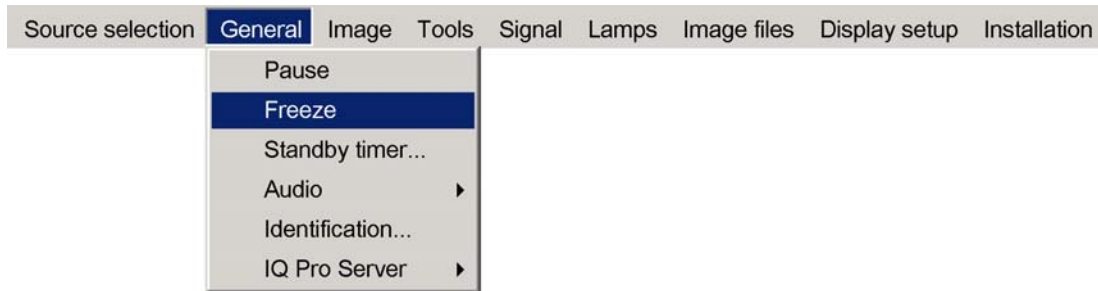 Source selection General Image Tools Signal Lamps Image files Display setup Installation
Pause
Freeze
Standby timer...
Audio
Identification...
IQ Pro Server